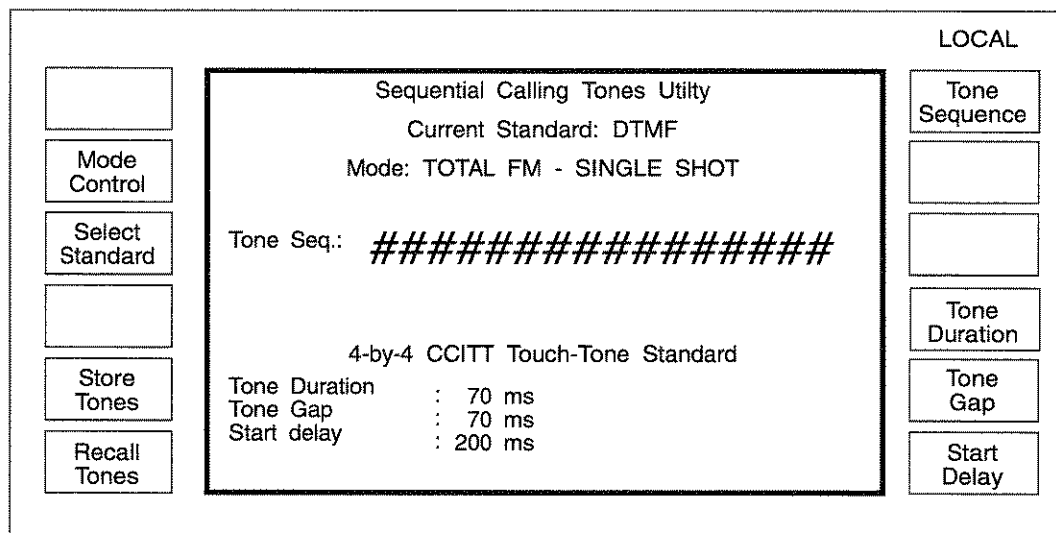 LOCAL
Sequential Calling Tones Utilty
Current Standard: DTMF
Mode: TOTAL FM - SINGLE SHOT
Tone Seq.: ################
4-by-4 CCITT Touch-Tone Standard
Tone Duration : 70 ms
Tone Gap : 70 ms
Start delay : 200 ms
Mode
Control
Select
Standard
Store
Tones
Recall
Tones
Tone
Sequence
Tone
Duration
Tone
Gap
Start
Delay